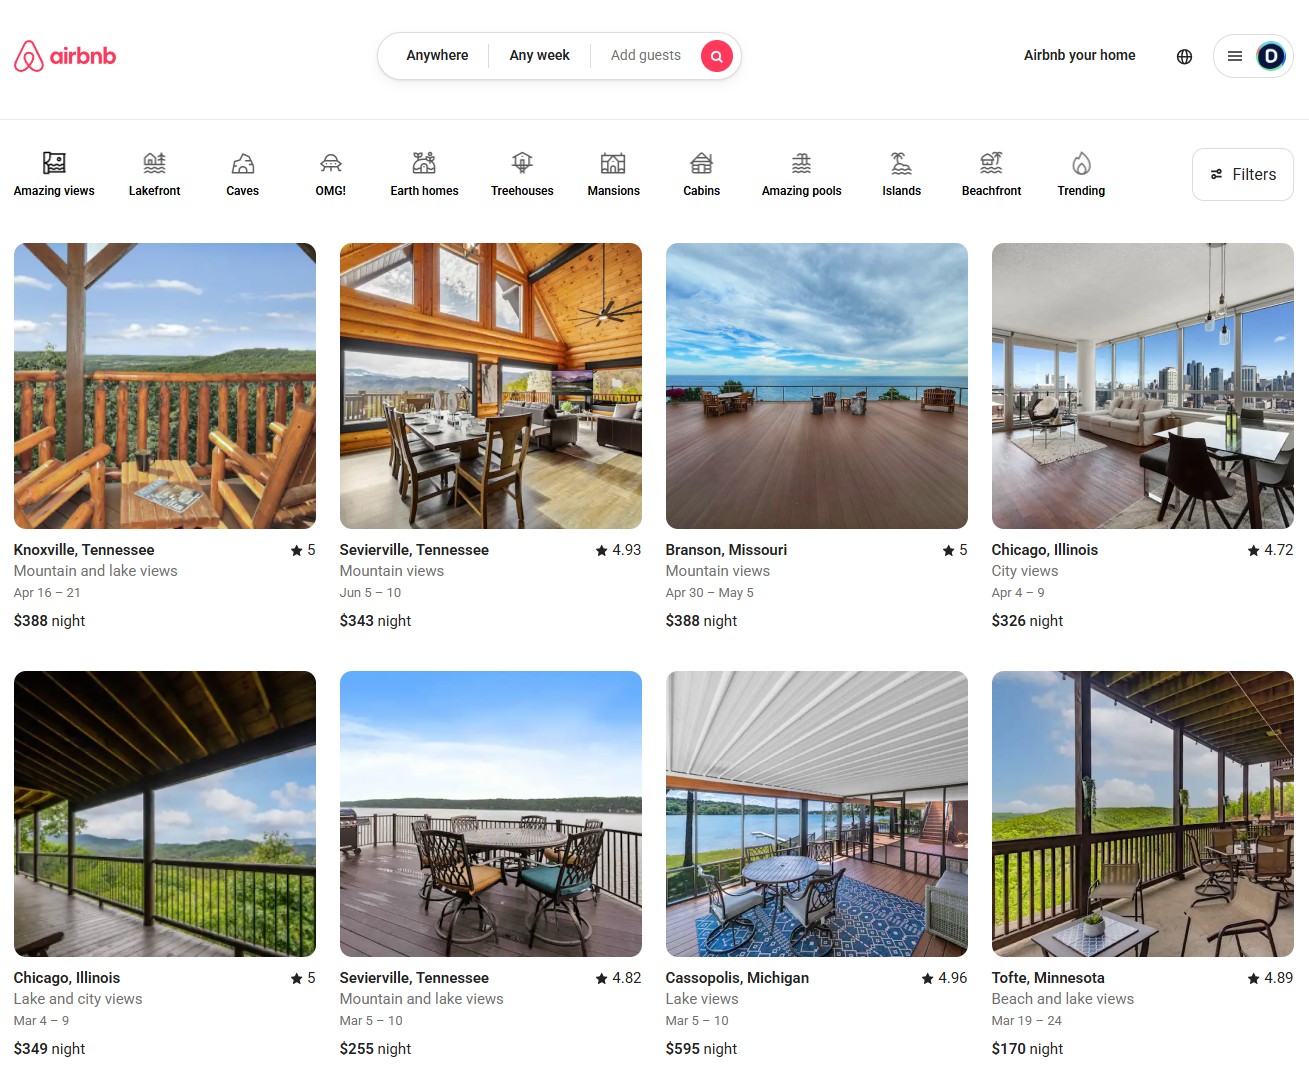 airbnb
Anywhere
Any week
Add guests
Airbnb your home
D
Amazing views
Lakefront
Caves
OMG!
Earth homes
Treehouses
Mansions
Cabins
Amazing pools
Islands
Beachfront
Trending
Filters
Knoxville, Tennessee
5
Mountain and lake views
Apr 16 – 21
$388 night
Sevierville, Tennessee
4.93
Mountain views
Jun 5 – 10
$343 night
Branson, Missouri
5
Mountain views
Apr 30 – May 5
$388 night
Chicago, Illinois
4.72
City views
Apr 4 – 9
$326 night
Chicago, Illinois
5
Lake and city views
Mar 4 – 9
$349 night
Sevierville, Tennessee
4.82
Mountain and lake views
Mar 5 – 10
$255 night
Cassopolis, Michigan
4.96
Lake views
Mar 5 – 10
$595 night
Tofte, Minnesota
4.89
Beach and lake views
Mar 19 – 24
$170 night